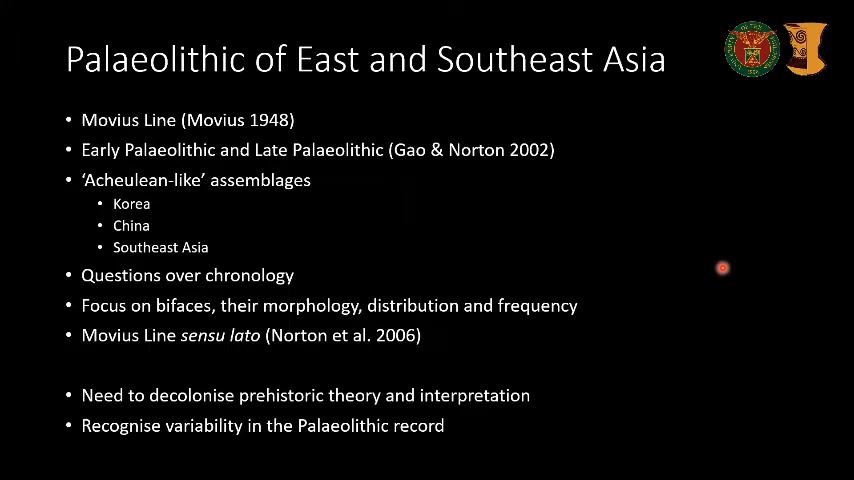 Palaeolithic of East and Southeast Asia
• Movius Line (Movius 1948)
• Early Palaeolithic and Late Palaeolithic (Gao & Norton 2002)
• ‘Acheulean-like’ assemblages
• Korea
• China
• Southeast Asia
• Questions over chronology
• Focus on bifaces, their morphology, distribution and frequency
• Movius Line sensu lato (Norton et al. 2006)
• Need to decolonise prehistoric theory and interpretation
• Recognise variability in the Palaeolithic record